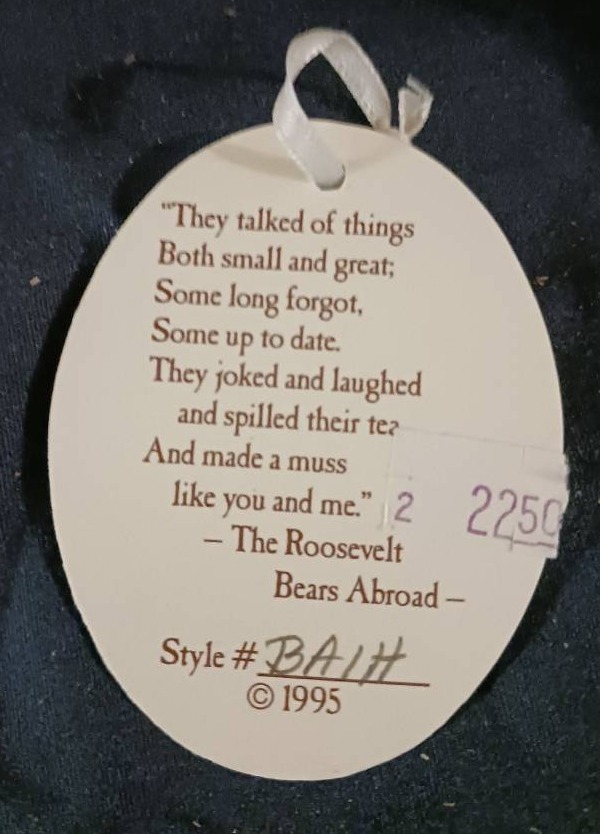 "They talked of things
Both small and great;
Some long forgot,
Some up to date.
They joked and laughed
and spilled their tea
And made a muss
like you and me."
2 2250
– The Roosevelt
Bears Abroad –
Style # BA1H
© 1995